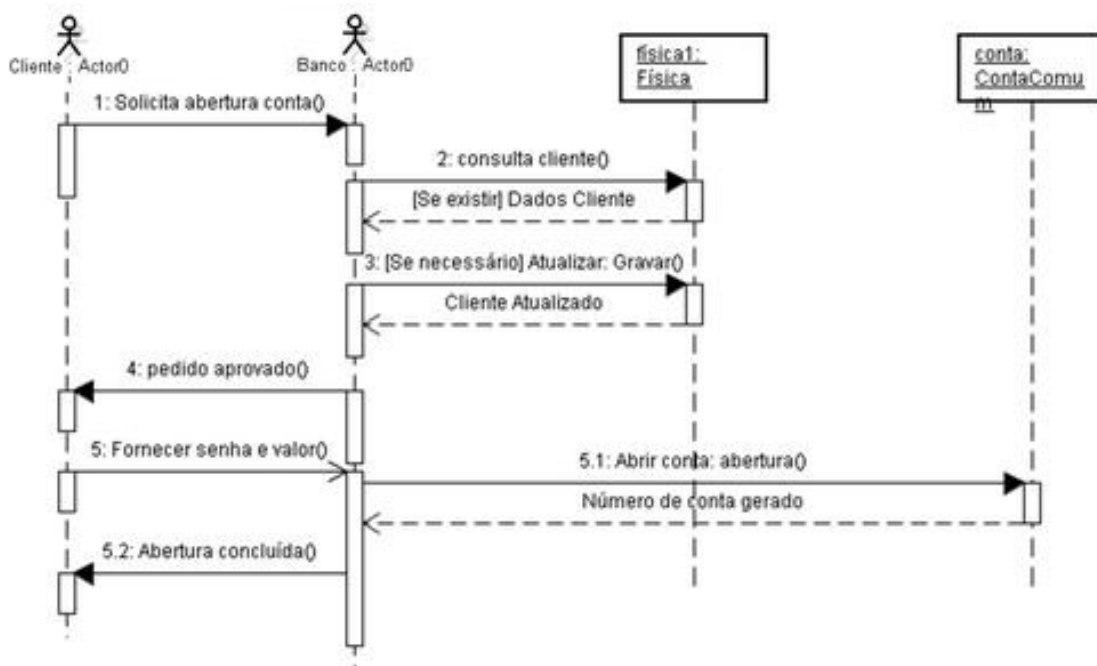 Cliente : Actor0
Banco : Actor0
física1:
Física
conta:
ContaComu
m
1: Solicita abertura conta()
2: consulta cliente()
[Se existir] Dados Cliente
3: [Se necessário] Atualizar: Gravar()
Cliente Atualizado
4: pedido aprovado()
5: Fornecer senha e valor()
5.1: Abrir conta: abertura()
Número de conta gerado
5.2: Abertura concluída()